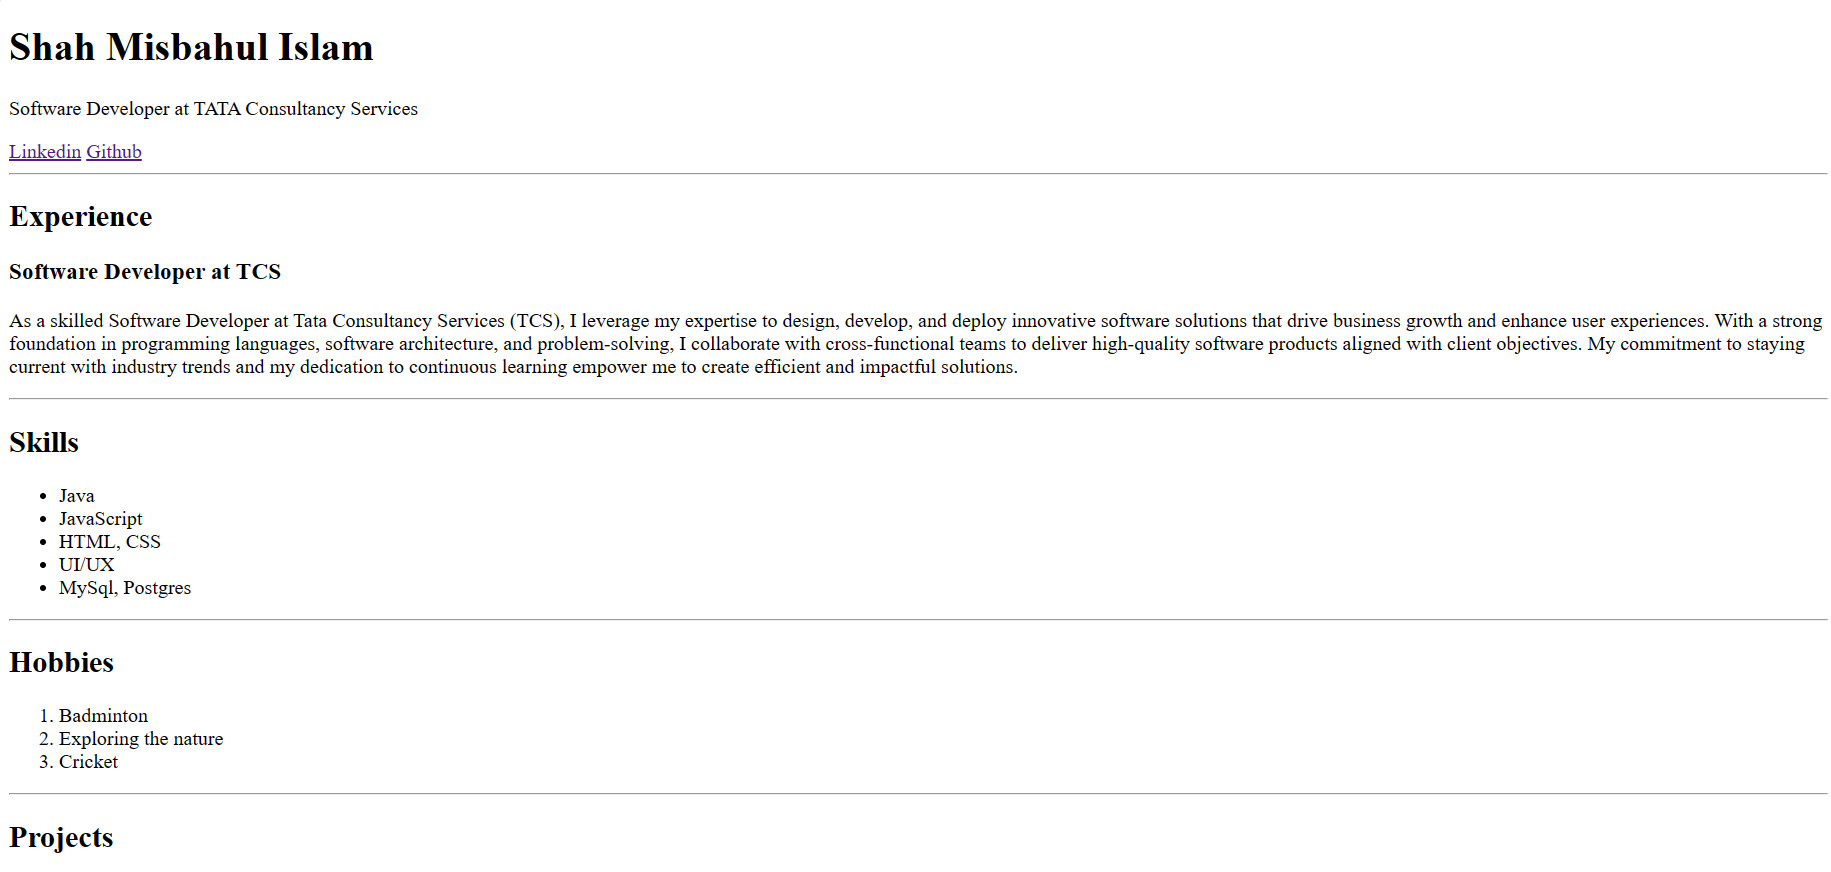 Shah Misbahul Islam
Software Developer at TATA Consultancy Services
Linkedin Github
Experience
Software Developer at TCS
As a skilled Software Developer at Tata Consultancy Services (TCS), I leverage my expertise to design, develop, and deploy innovative software solutions that drive business growth and enhance user experiences. With a strong
foundation in programming languages, software architecture, and problem-solving, I collaborate with cross-functional teams to deliver high-quality software products aligned with client objectives. My commitment to staying
current with industry trends and my dedication to continuous learning empower me to create efficient and impactful solutions.
Skills
• Java
• JavaScript
• HTML, CSS
• UI/UX
• MySql, Postgres
Hobbies
1. Badminton
2. Exploring the nature
3. Cricket
Projects